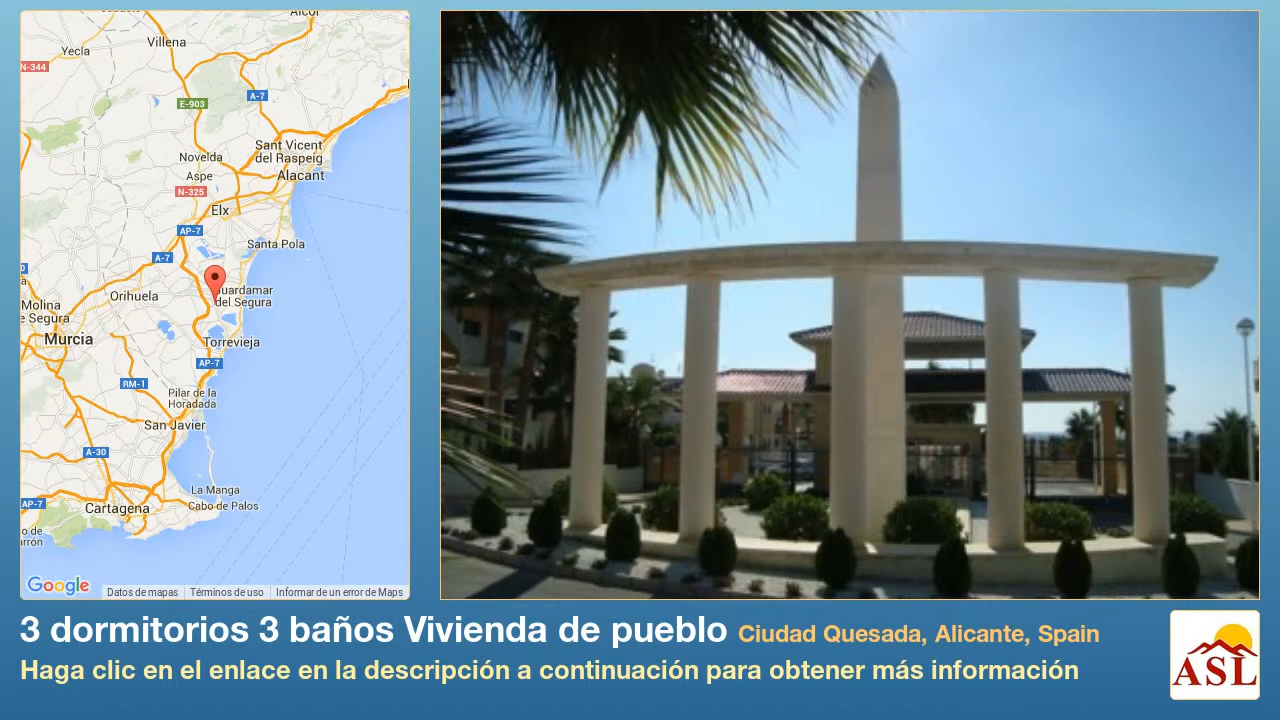 Alcoi
Yecla
Villena
N-344
E-903
A-7
Sant Vicent
del Raspeig
Novelda
Aspe
Alacant
N-325
Elx
AP-7
Santa Pola
A-7
Orihuela
Guardamar
del Segura
Molina
e Segura
Murcia
Torrevieja
AP-7
RM-1
Pilar de la
Horadada
San Javier
A-30
La Manga
AP-7
Cartagena
Cabo de Palos
o de
arrón
Google
Datos de mapas
Términos de uso
Informar de un error de Maps
3 dormitorios 3 baños Vivienda de pueblo Ciudad Quesada, Alicante, Spain
Haga clic en el enlace en la descripción a continuación para obtener más información
ASL